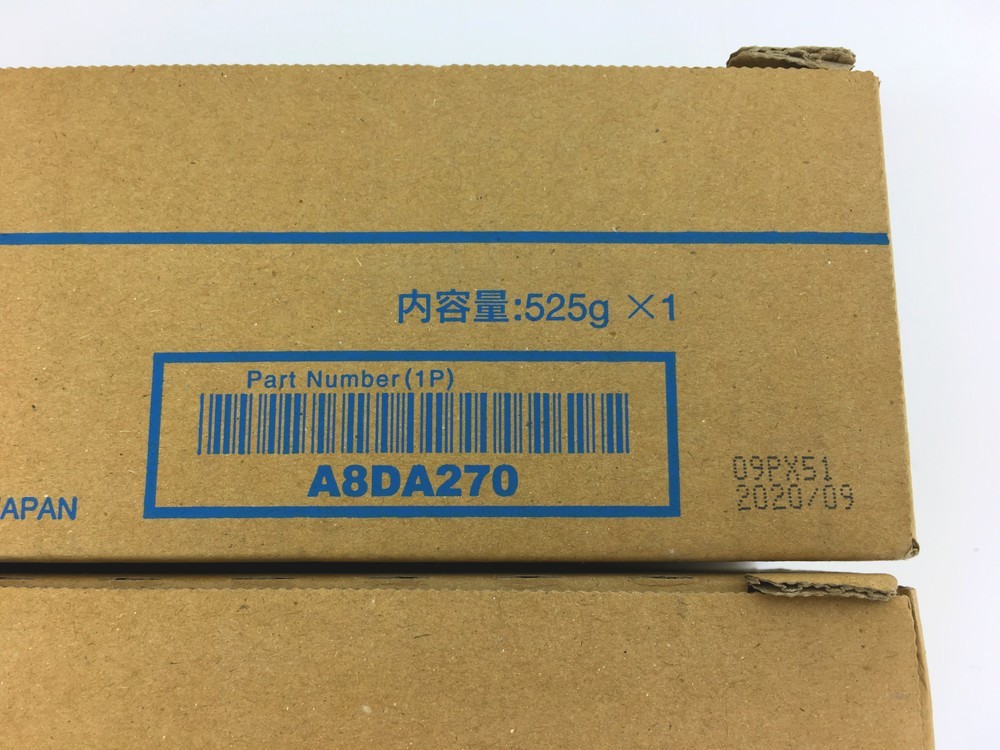 内容量:525g ×1
Part Number(1P)
A8DA270
APAN
09PX51
2020/09